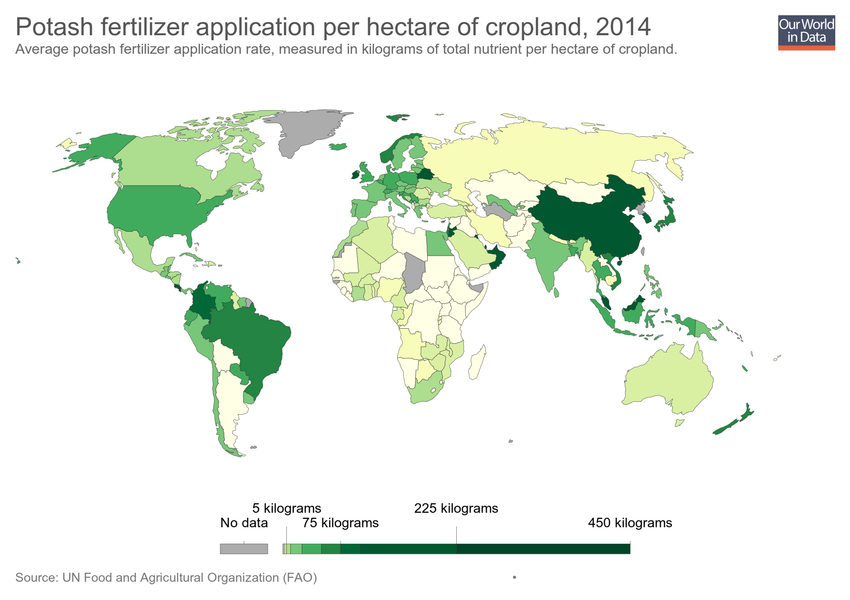 Potash fertilizer application per hectare of cropland, 2014
Average potash fertilizer application rate, measured in kilograms of total nutrient per hectare of cropland.
Our World
in Data
5 kilograms
225 kilograms
No data
75 kilograms
450 kilograms
Source: UN Food and Agricultural Organization (FAO)